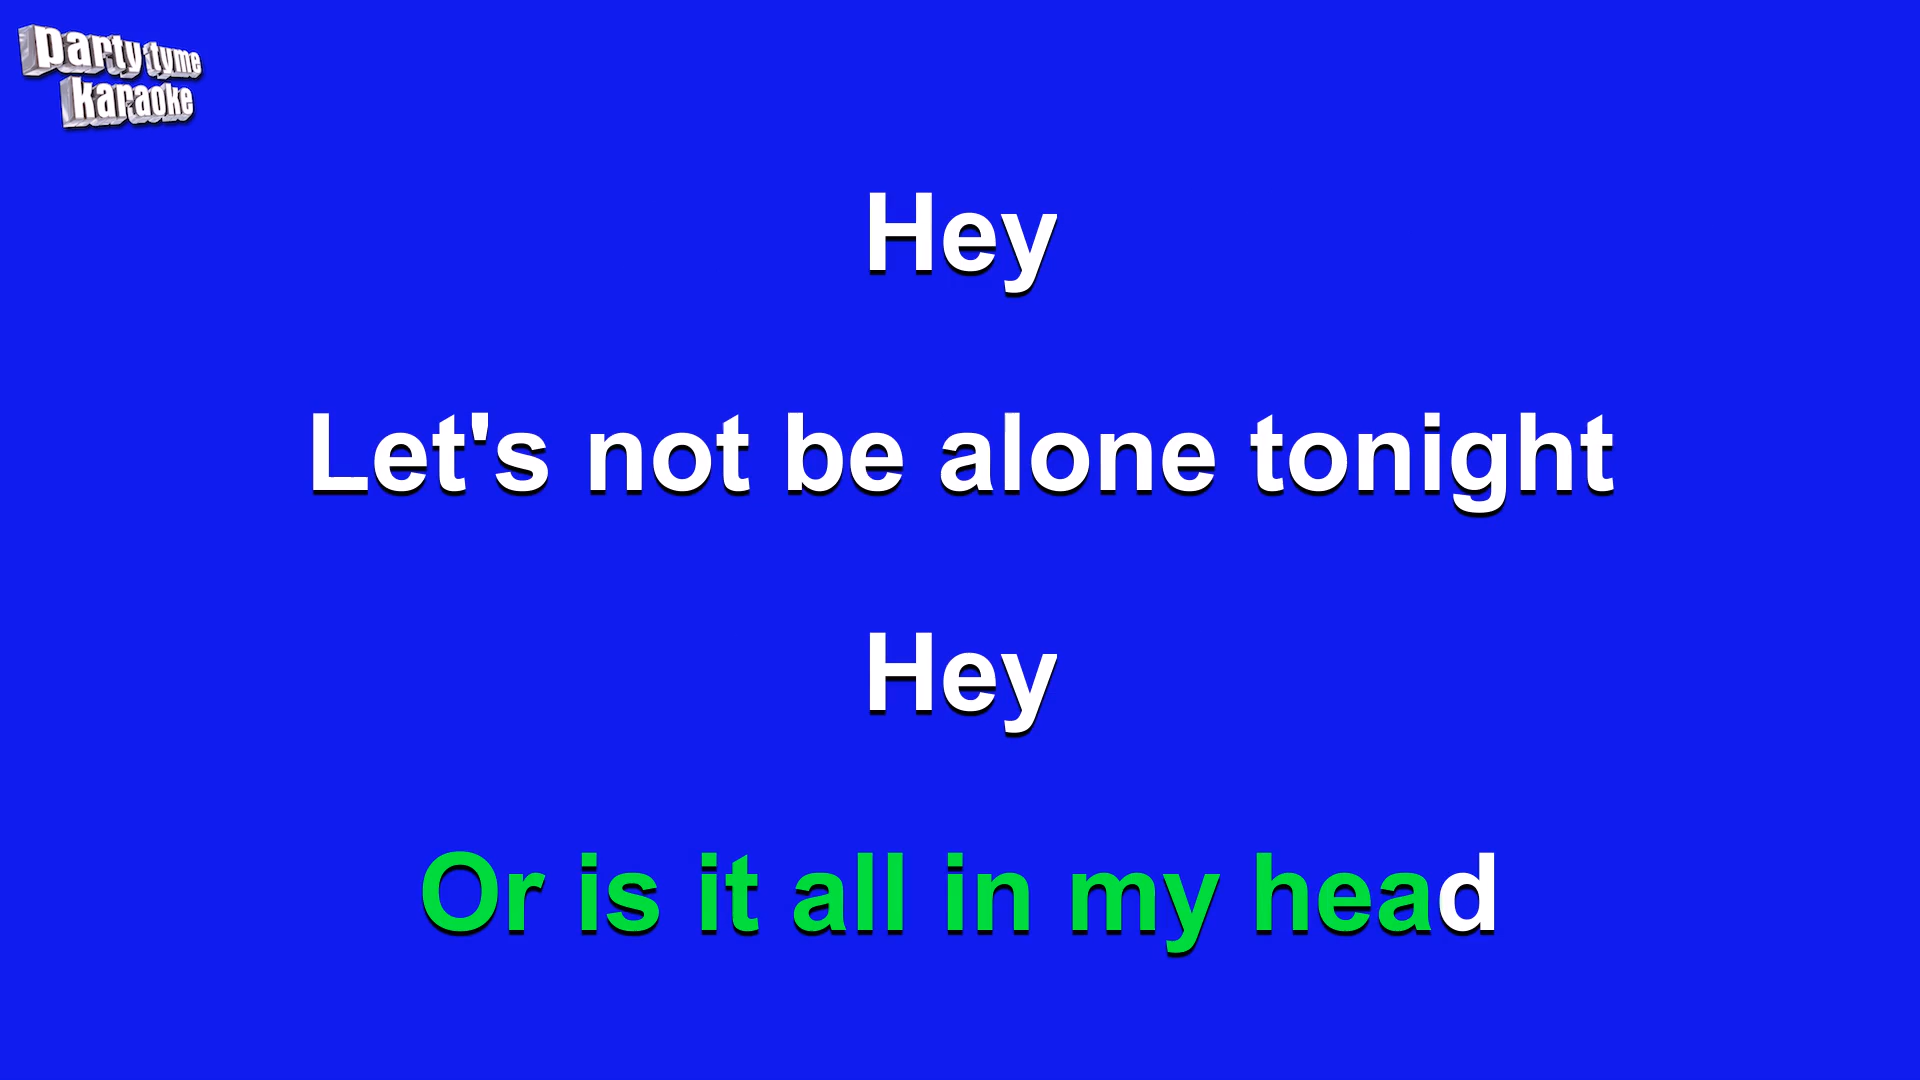 party tyme
karaoke
Hey
Let's not be alone tonight
Hey
Or is it all in my head